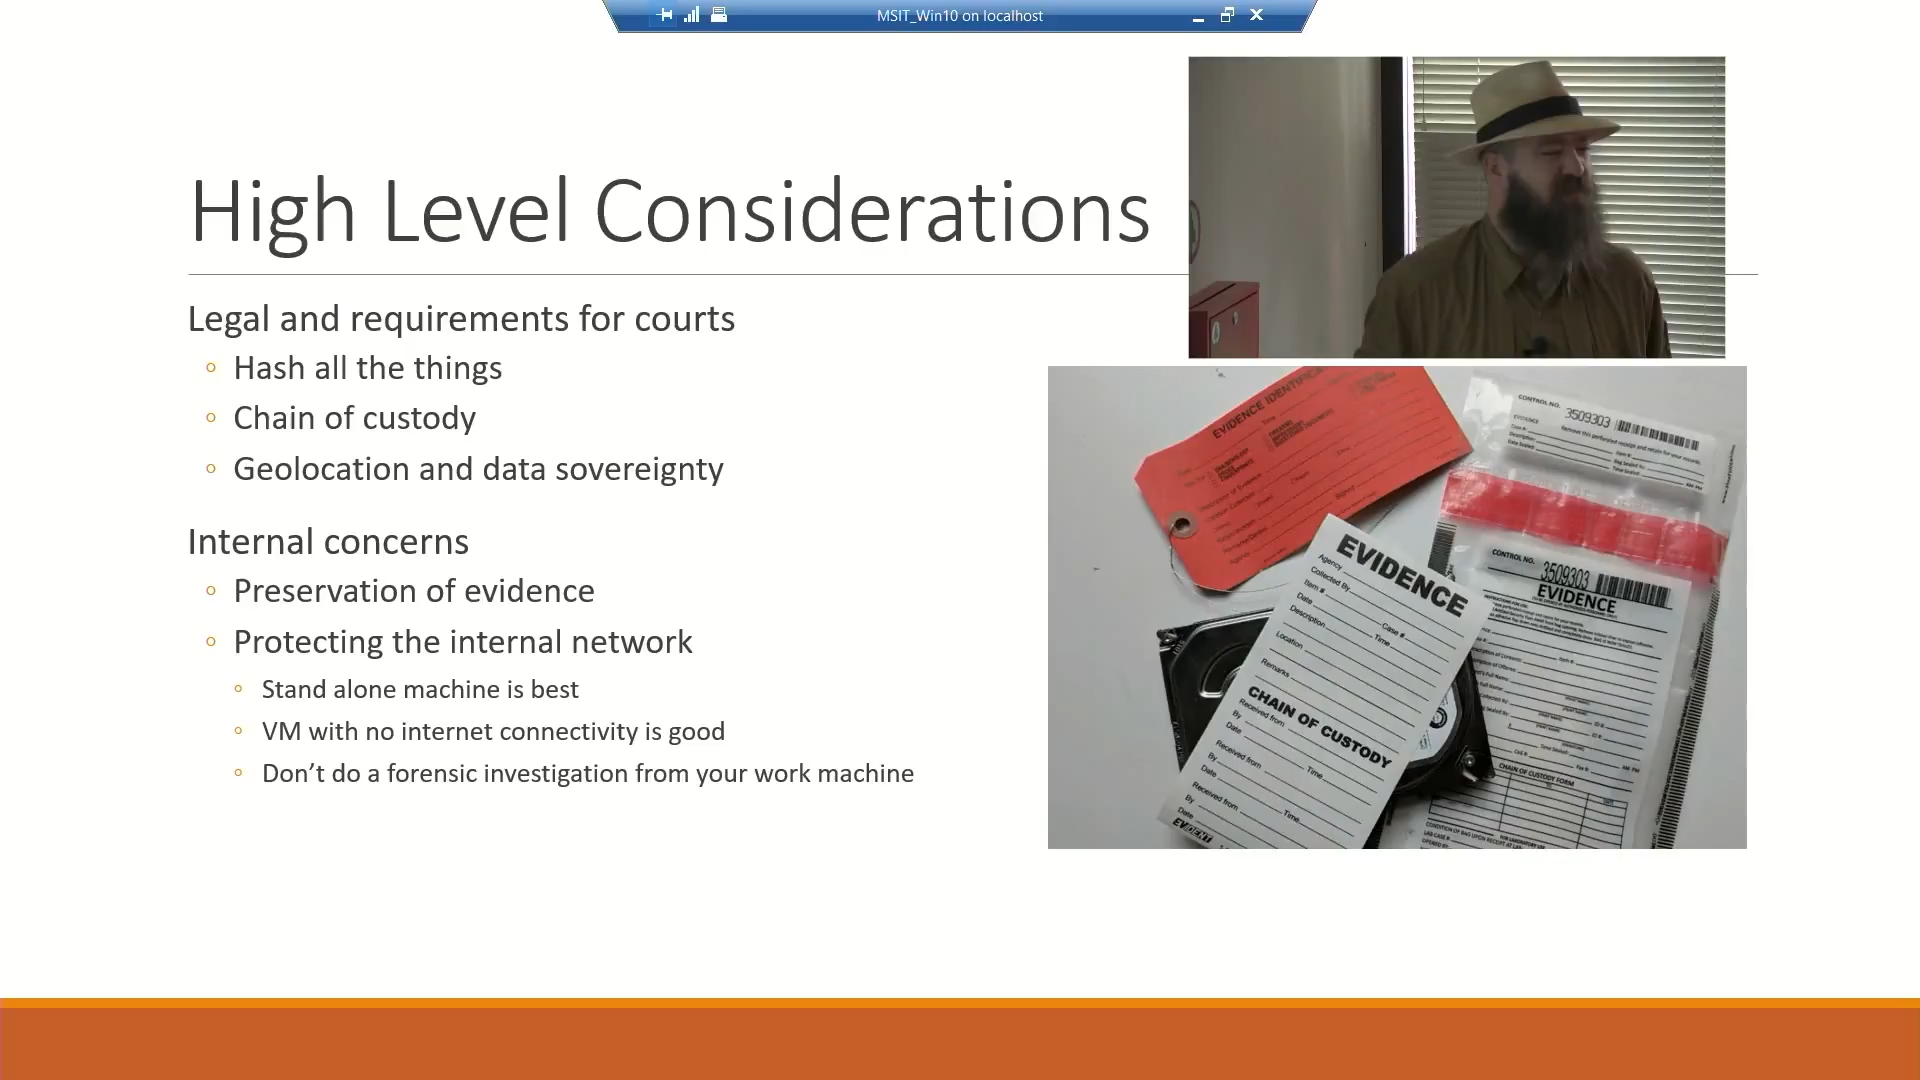 MSIT_Win10 on localhost
High Level Considerations
Legal and requirements for courts
Hash all the things
Chain of custody
Geolocation and data sovereignty
Internal concerns
Preservation of evidence
Protecting the internal network
Stand alone machine is best
VM with no internet connectivity is good
Don’t do a forensic investigation from your work machine
CONTROL NO. 3509303
CONTROL NO. 3509303
EVIDENCE
EVIDENCE
Agency
Collected By
Item # Case #
Date Time
Description
Location
Remarks
CHAIN OF CUSTODY
Received from
By
Date Time
Received from
By
Date Time
Received from
By
Date
EVIDENT
CHAIN OF CUSTODY FORM